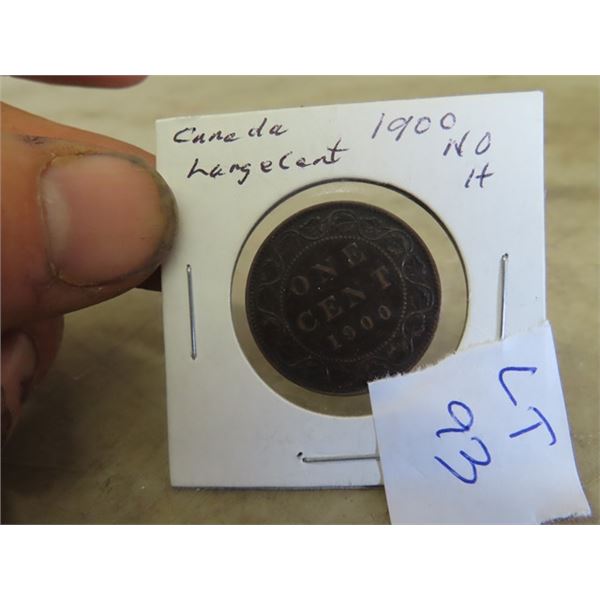 Canada 1900 NO
Large Cent H
ONE
CENT
1900
LT
93